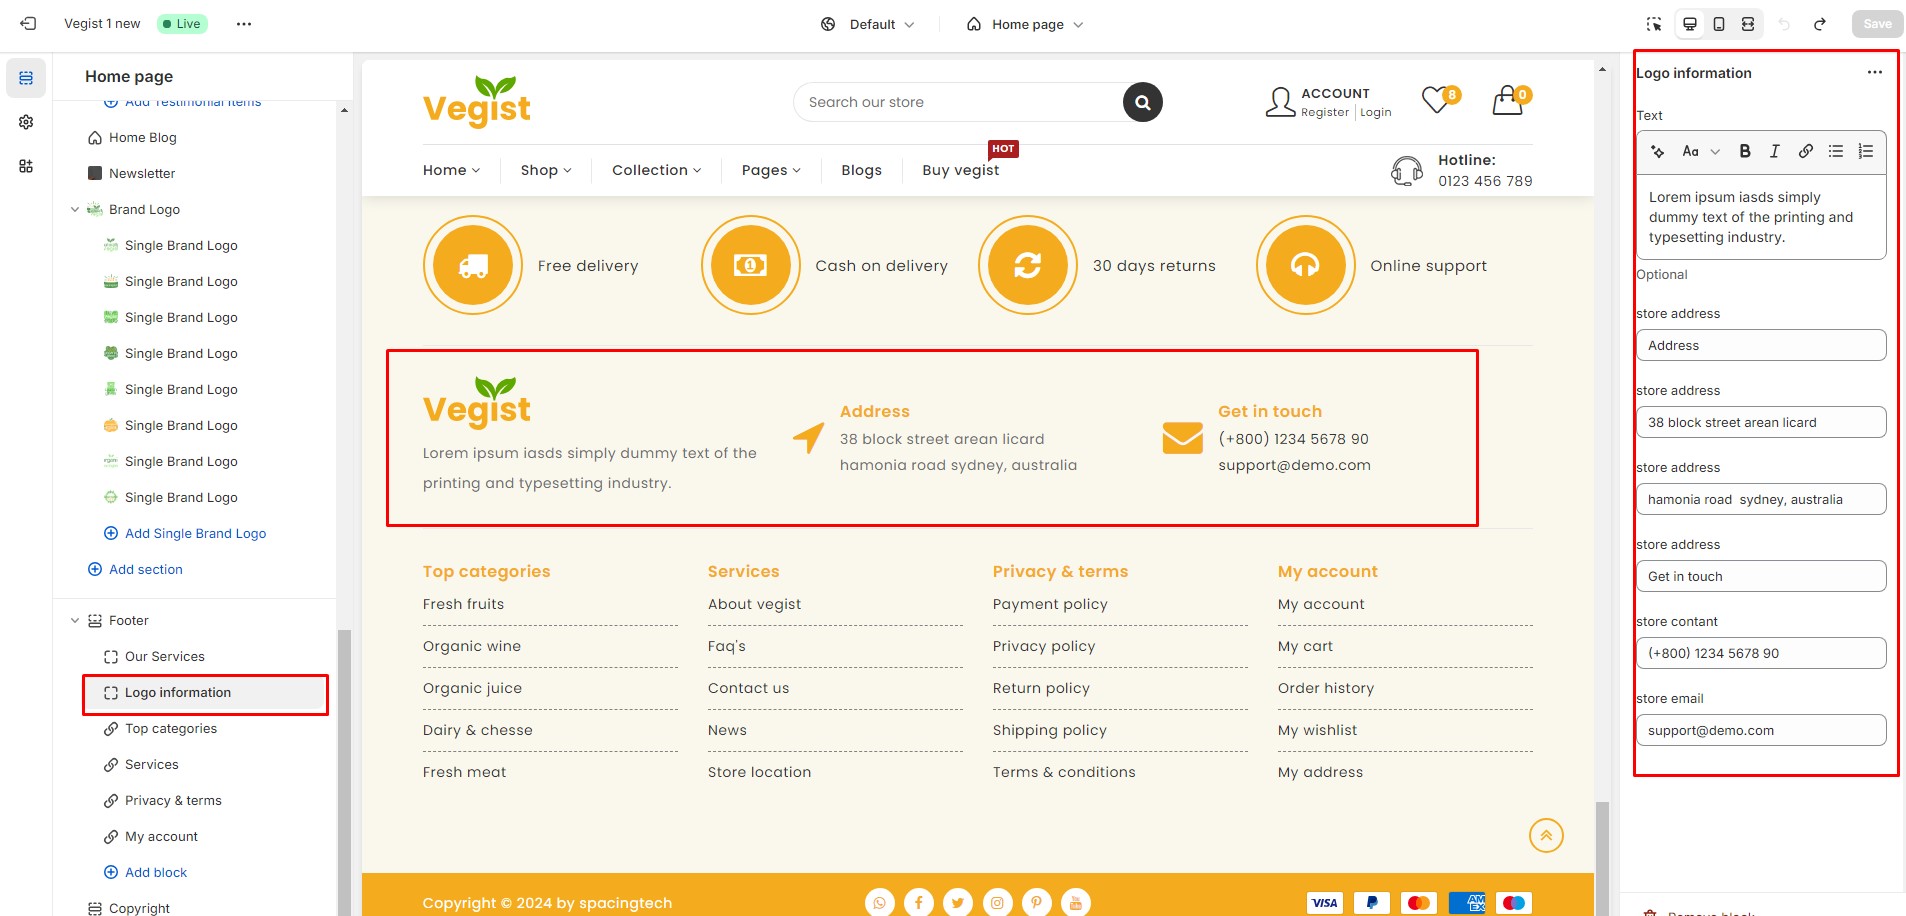 Vegist 1 new
Live
Default
Home page
Save
Home page
Add Testimonial items
Home Blog
Newsletter
Brand Logo
Single Brand Logo
Single Brand Logo
Single Brand Logo
Single Brand Logo
Single Brand Logo
Single Brand Logo
Single Brand Logo
Single Brand Logo
Add Single Brand Logo
Add section
Footer
Our Services
Logo information
Top categories
Services
Privacy & terms
My account
Add block
Copyright
Vegist
Search our store
ACCOUNT
Register | Login
8
0
Home
Shop
Collection
Pages
Blogs
Buy vegist
HOT
Hotline:
0123 456 789
Free delivery
1
Cash on delivery
30 days returns
Online support
Vegist
Lorem ipsum iasds simply dummy text of the
printing and typesetting industry.
Address
38 block street arean licard
hamonia road sydney, australia
Get in touch
(+800) 1234 5678 90
support@demo.com
Top categories
Fresh fruits
Organic wine
Organic juice
Dairy & chesse
Fresh meat
Services
About vegist
Faq's
Contact us
News
Store location
Privacy & terms
Payment policy
Privacy policy
Return policy
Shipping policy
Terms & conditions
My account
My account
My cart
Order history
My wishlist
My address
Copyright © 2024 by spacingtech
You
Tube
VISA
AM
EX
Logo information
Text
Aa
B
I
Lorem ipsum iasds simply
dummy text of the printing and
typesetting industry.
Optional
store address
Address
store address
38 block street arean licard
store address
hamonia road  sydney, australia
store address
Get in touch
store contant
(+800) 1234 5678 90
store email
support@demo.com
Remove block